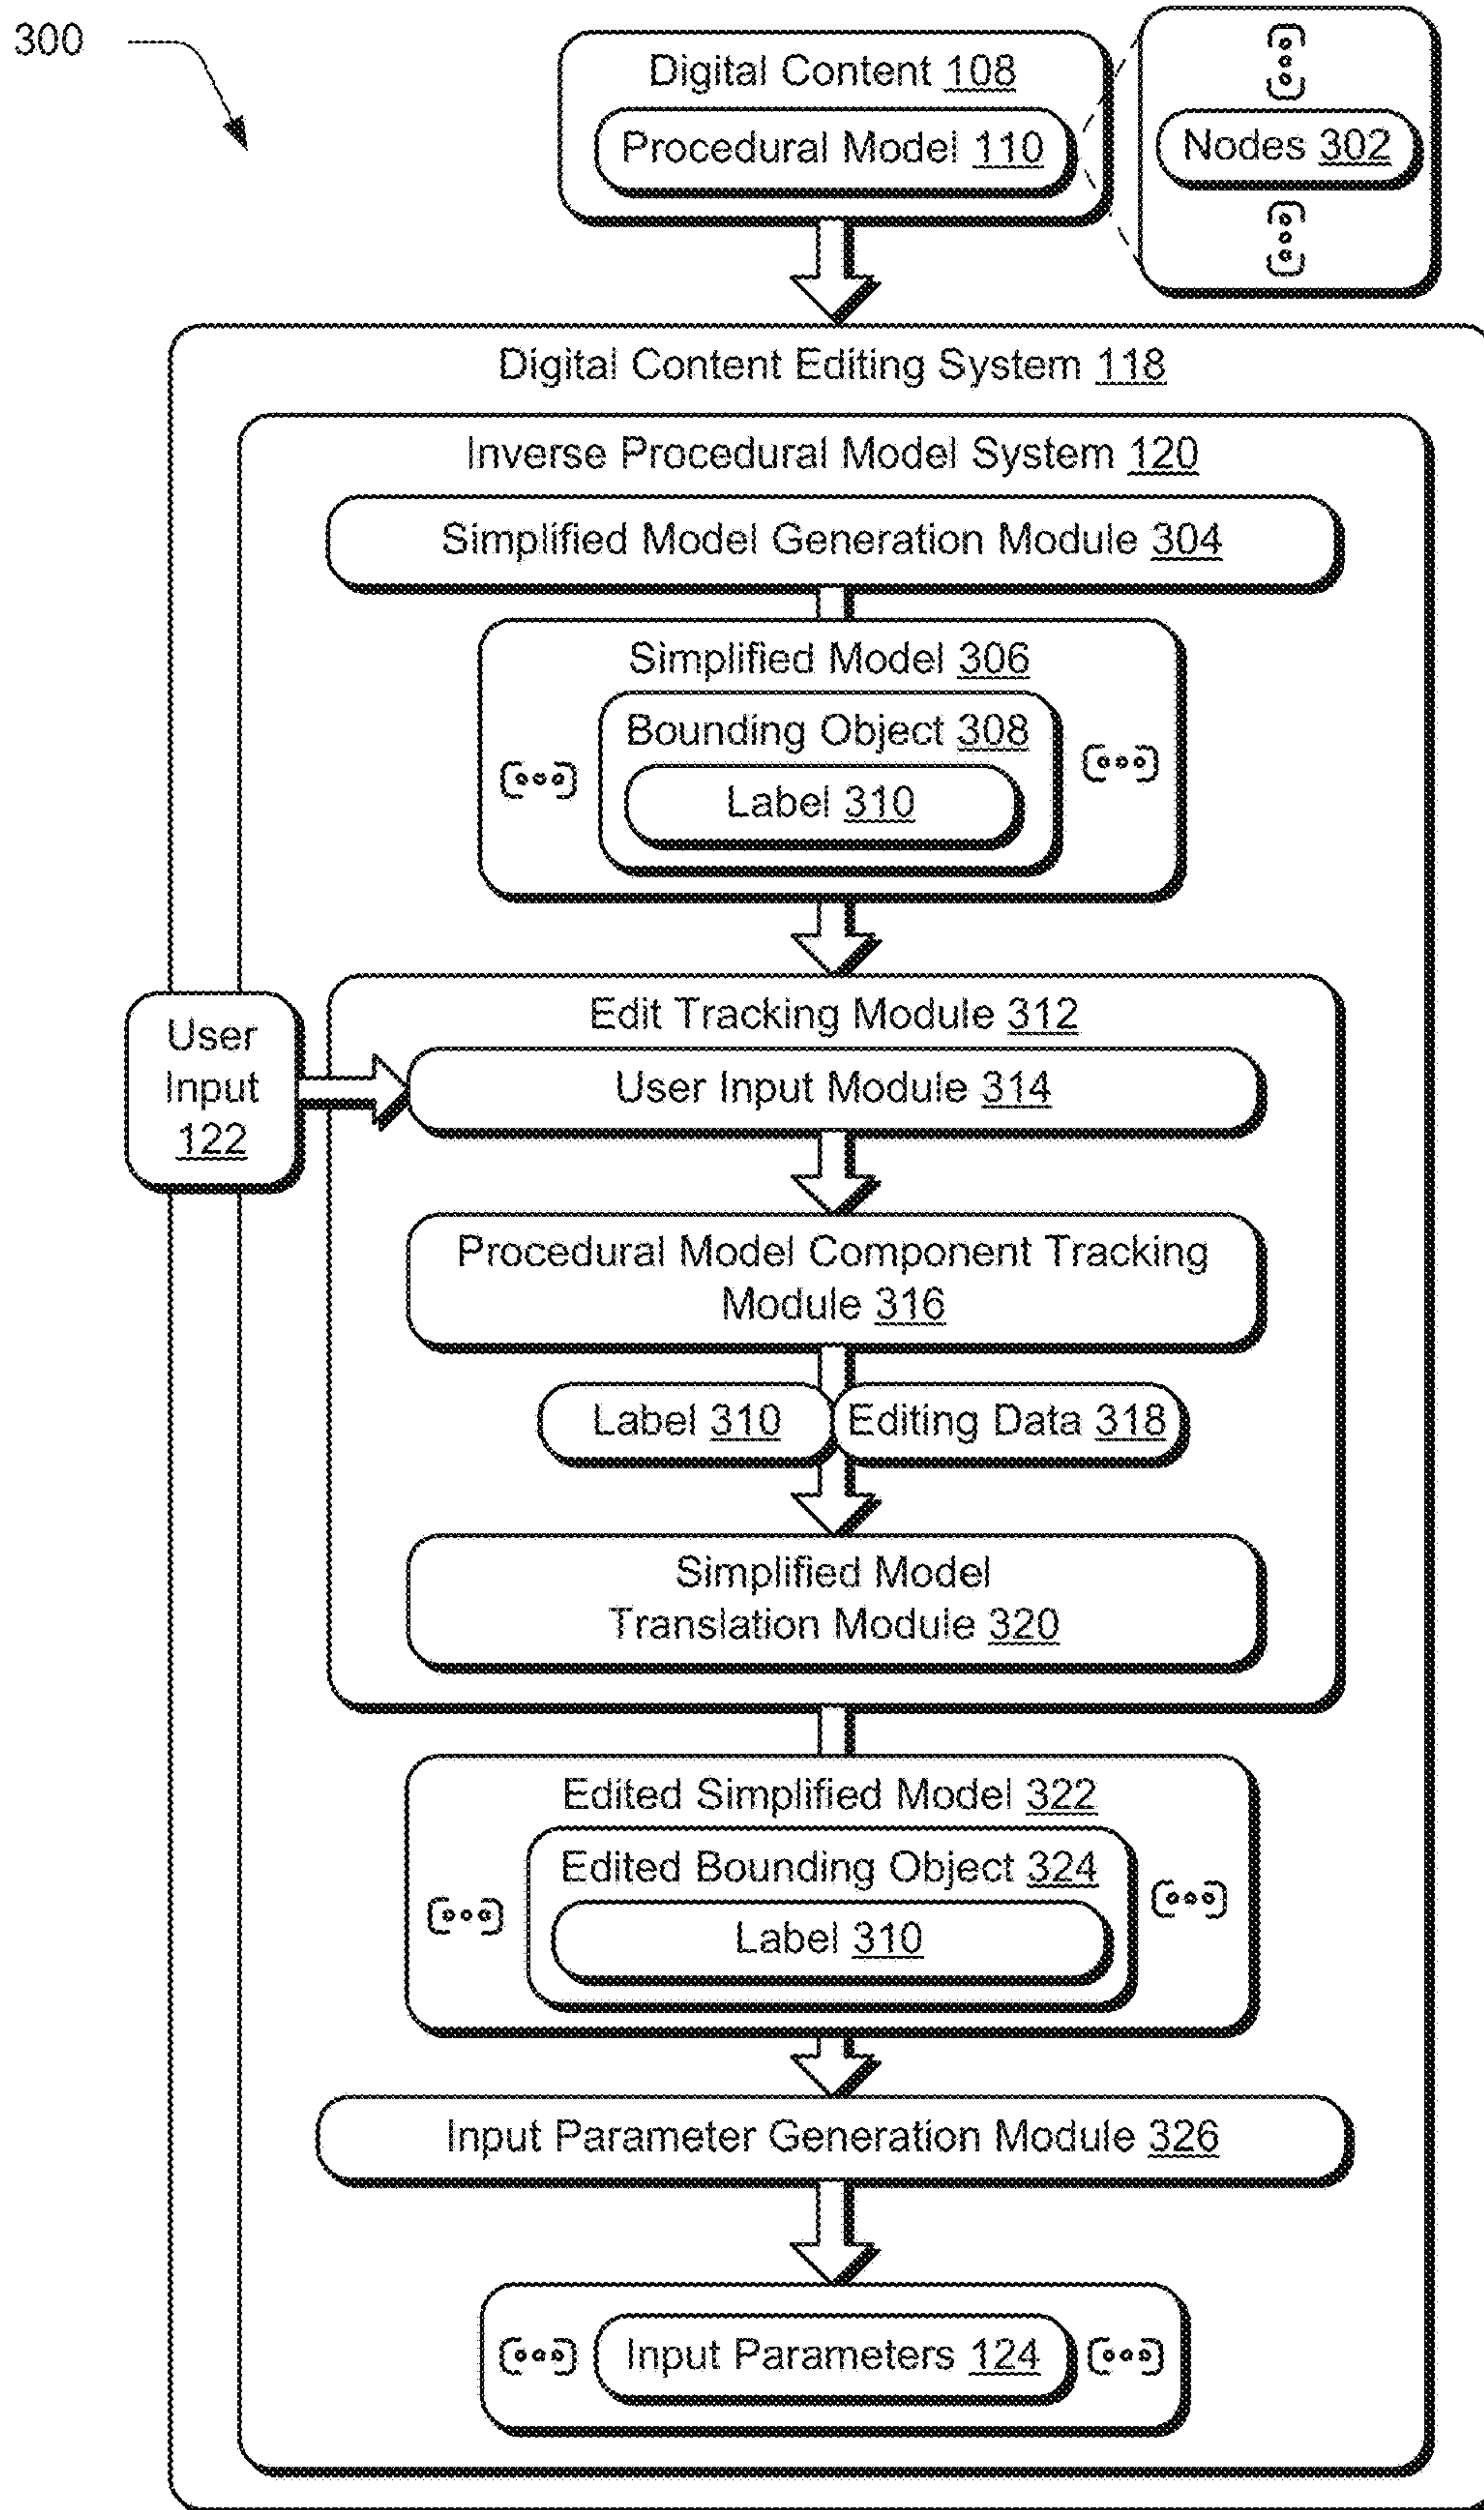 300
Digital Content 108
Procedural Model 110
Nodes 302
Digital Content Editing System 118
Inverse Procedural Model System 120
Simplified Model Generation Module 304
Simplified Model 306
Bounding Object 308
Label 310
User
Input
122
Edit Tracking Module 312
User Input Module 314
Procedural Model Component Tracking
Module 316
Label 310
Editing Data 318
Simplified Model
Translation Module 320
Edited Simplified Model 322
Edited Bounding Object 324
Label 310
Input Parameter Generation Module 326
Input Parameters 124